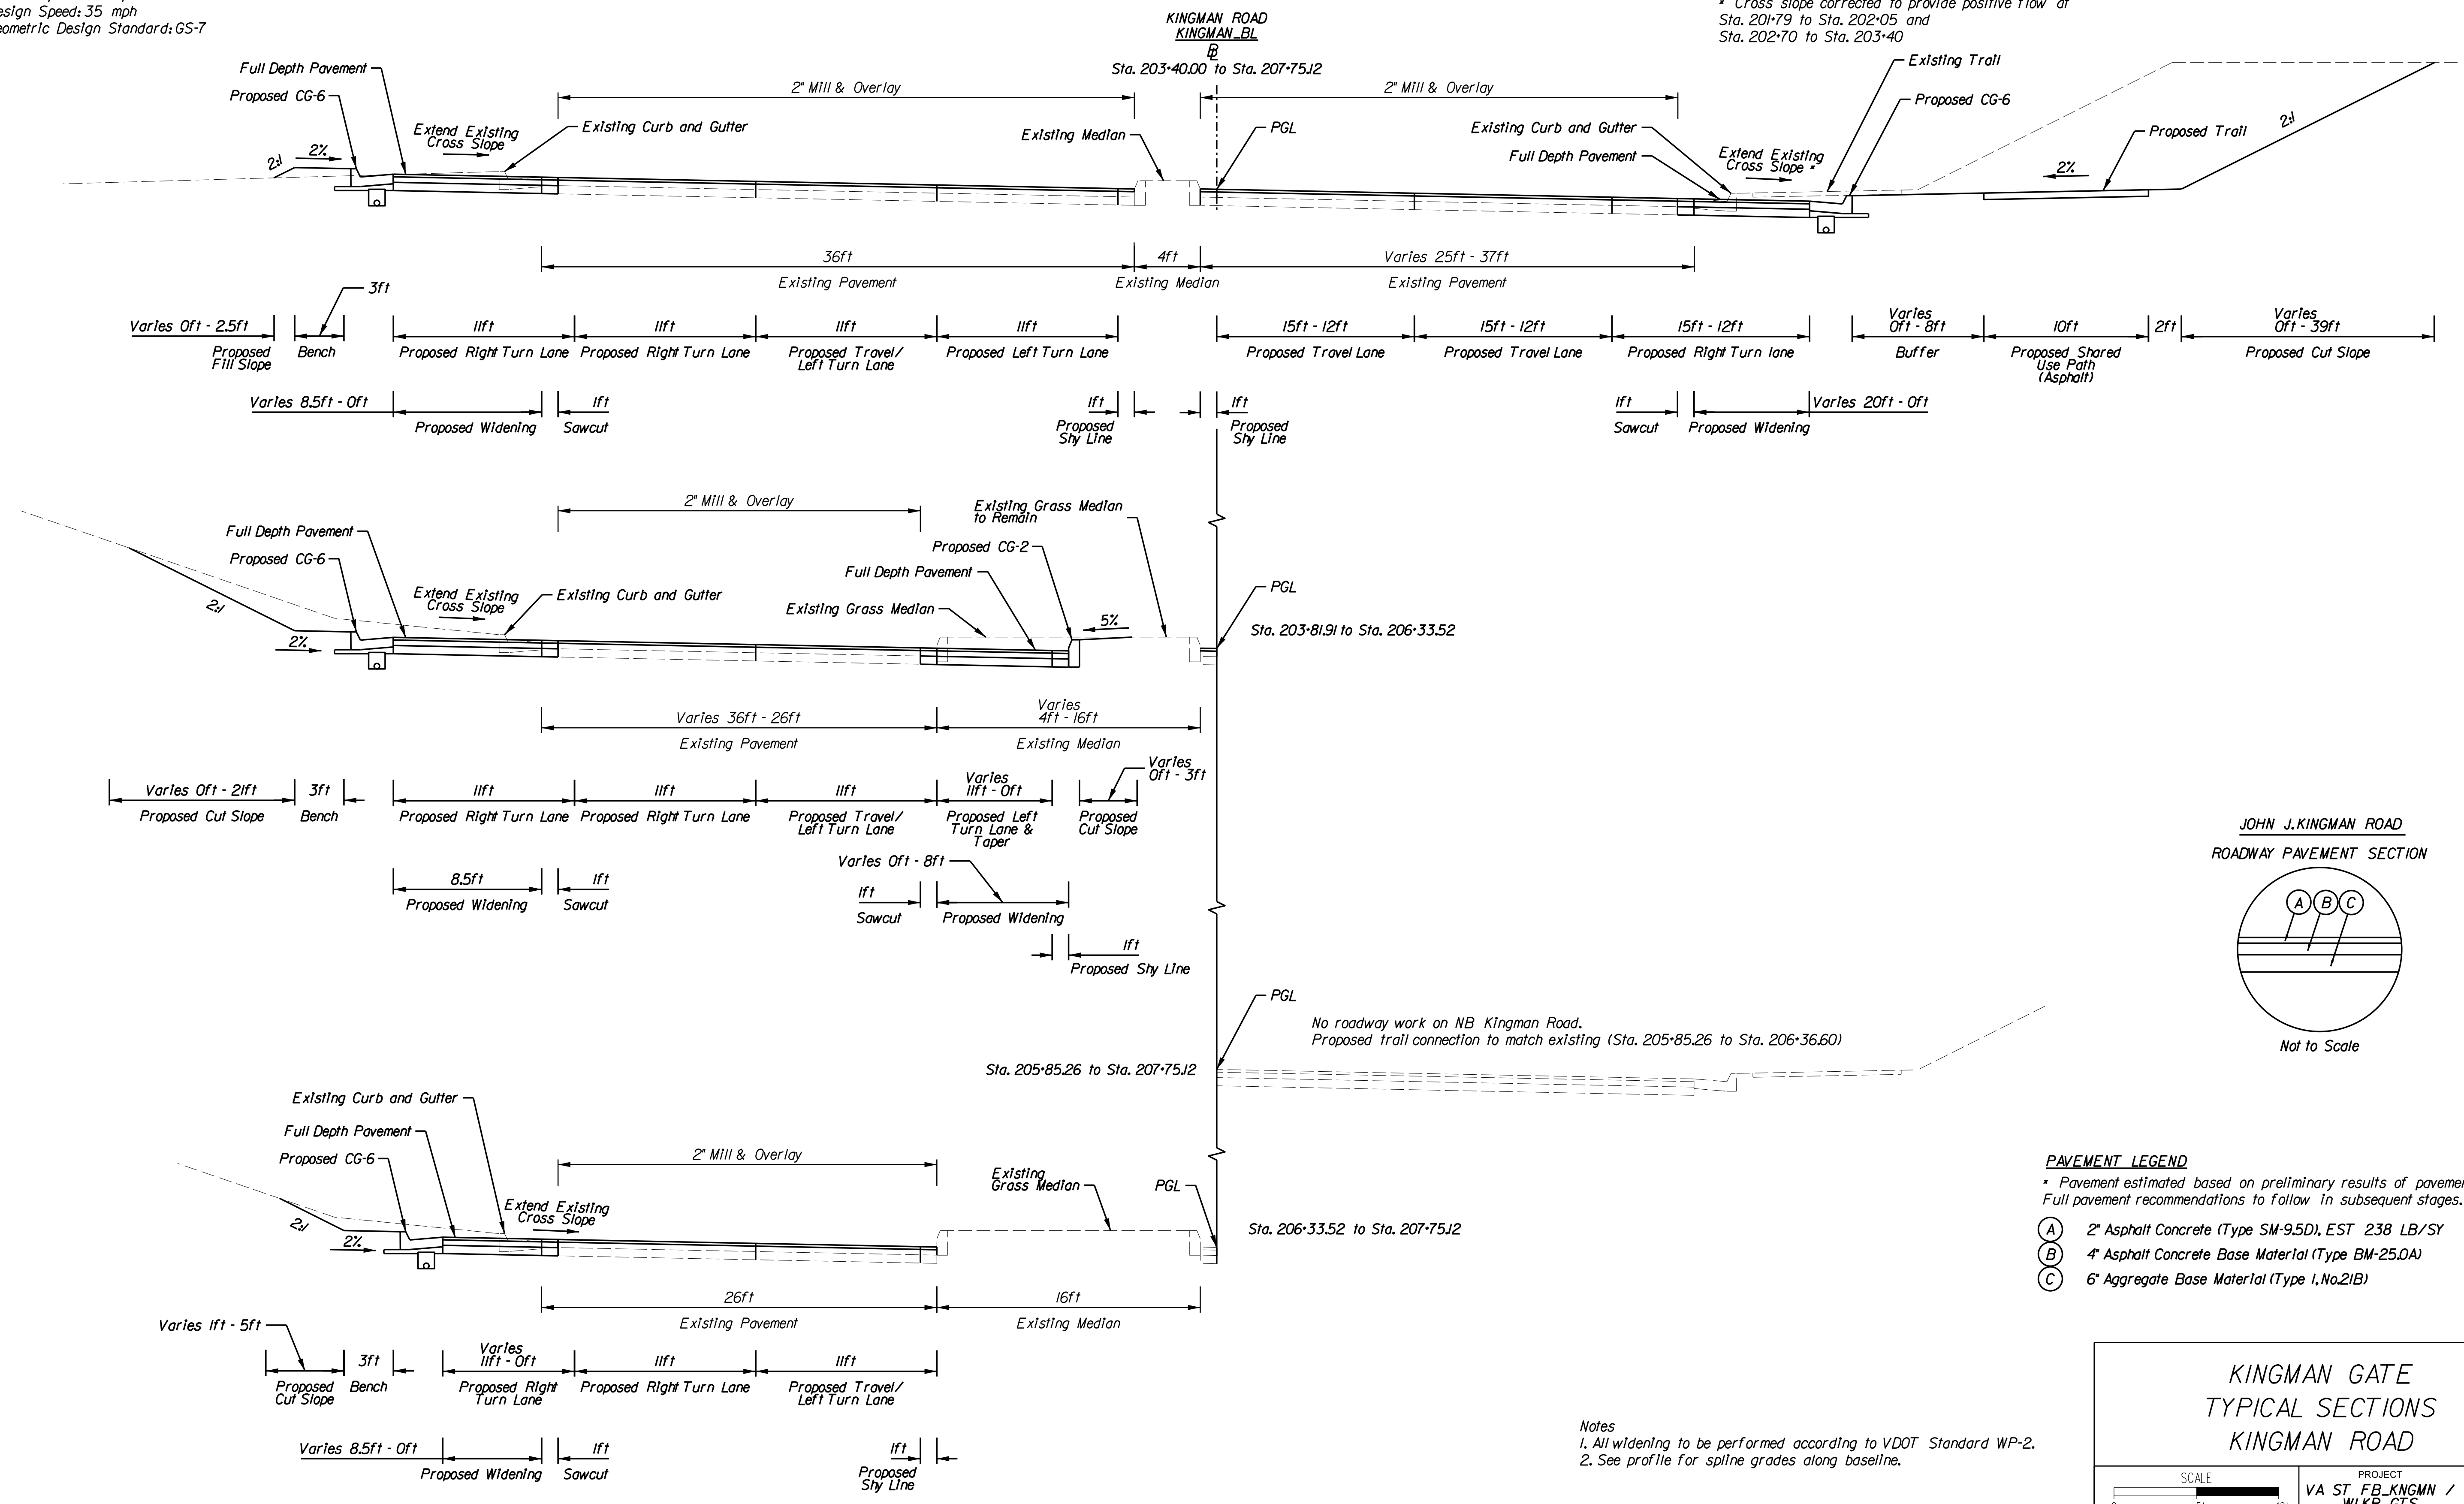 Design Speed: 35 mph
Geometric Design Standard: GS-7
KINGMAN ROAD
KINGMAN_BL
Sta. 203+40.00 to Sta. 207+75.12
* Cross slope corrected to provide positive flow at
Sta. 201+79 to Sta. 202+05 and
Sta. 202+70 to Sta. 203+40
Full Depth Pavement
Proposed CG-6
2:1
2%
Extend Existing
Cross Slope
Existing Curb and Gutter
2" Mill & Overlay
Existing Median
PGL
2" Mill & Overlay
Existing Curb and Gutter
Full Depth Pavement
Extend Existing
Cross Slope *
Existing Trail
Proposed CG-6
Proposed Trail
2%
2:1
36ft
Existing Pavement
4ft
Existing Median
Varies 25ft - 37ft
Existing Pavement
Varies 0ft - 2.5ft
Proposed
Fill Slope
3ft
Bench
11ft
Proposed Right Turn Lane
11ft
Proposed Right Turn Lane
11ft
Proposed Travel/
Left Turn Lane
11ft
Proposed Left Turn Lane
15ft - 12ft
Proposed Travel Lane
15ft - 12ft
Proposed Travel Lane
15ft - 12ft
Proposed Right Turn lane
Varies
0ft - 8ft
Buffer
10ft
Proposed Shared
Use Path
(Asphalt)
2ft
Varies
0ft - 39ft
Proposed Cut Slope
Varies 8.5ft - 0ft
Proposed Widening
1ft
Sawcut
1ft
Proposed
Shy Line
1ft
Proposed
Shy Line
1ft
Sawcut
Proposed Widening
Varies 20ft - 0ft
2" Mill & Overlay
Existing Grass Median
to Remain
Full Depth Pavement
Proposed CG-6
Proposed CG-2
Full Depth Pavement
Existing Grass Median
Extend Existing
Cross Slope
Existing Curb and Gutter
2:1
2%
5%
PGL
Sta. 203+81.91 to Sta. 206+33.52
Varies 36ft - 26ft
Existing Pavement
Varies
4ft - 16ft
Existing Median
Varies 0ft - 21ft
Proposed Cut Slope
3ft
Bench
11ft
Proposed Right Turn Lane
11ft
Proposed Right Turn Lane
11ft
Proposed Travel/
Left Turn Lane
Varies
11ft - 0ft
Proposed Left
Turn Lane &
Taper
Varies
0ft - 3ft
Proposed
Cut Slope
8.5ft
Proposed Widening
1ft
Sawcut
Varies 0ft - 8ft
1ft
Sawcut
Proposed Widening
1ft
Proposed Shy Line
JOHN J. KINGMAN ROAD
ROADWAY PAVEMENT SECTION
A
B
C
Not to Scale
PGL
No roadway work on NB Kingman Road.
Proposed trail connection to match existing (Sta. 205+85.26 to Sta. 206+36.60)
Sta. 205+85.26 to Sta. 207+75.12
Existing Curb and Gutter
Full Depth Pavement
Proposed CG-6
2:1
2%
Extend Existing
Cross Slope
2" Mill & Overlay
Existing
Grass Median
PGL
Sta. 206+33.52 to Sta. 207+75.12
26ft
Existing Pavement
16ft
Existing Median
Varies 1ft - 5ft
Proposed
Cut Slope
3ft
Bench
Varies
11ft - 0ft
Proposed Right
Turn Lane
11ft
Proposed Right Turn Lane
11ft
Proposed Travel/
Left Turn Lane
Varies 8.5ft - 0ft
Proposed Widening
1ft
Sawcut
1ft
Proposed
Shy Line
PAVEMENT LEGEND
* Pavement estimated based on preliminary results of
Full pavement recommendations to follow in subsequent stages.
A 2" Asphalt Concrete (Type SM-9.5D), EST 238 LB/SY
B 4" Asphalt Concrete Base Material (Type BM-25.0A)
C 6" Aggregate Base Material (Type 1, No.21B)
Notes
1. All widening to be performed according to VDOT Standard WP-2.
2. See profile for spline grades along baseline.
KINGMAN GATE
TYPICAL SECTIONS
KINGMAN ROAD
SCALE
PROJECT
VA ST FB_KNGMN /